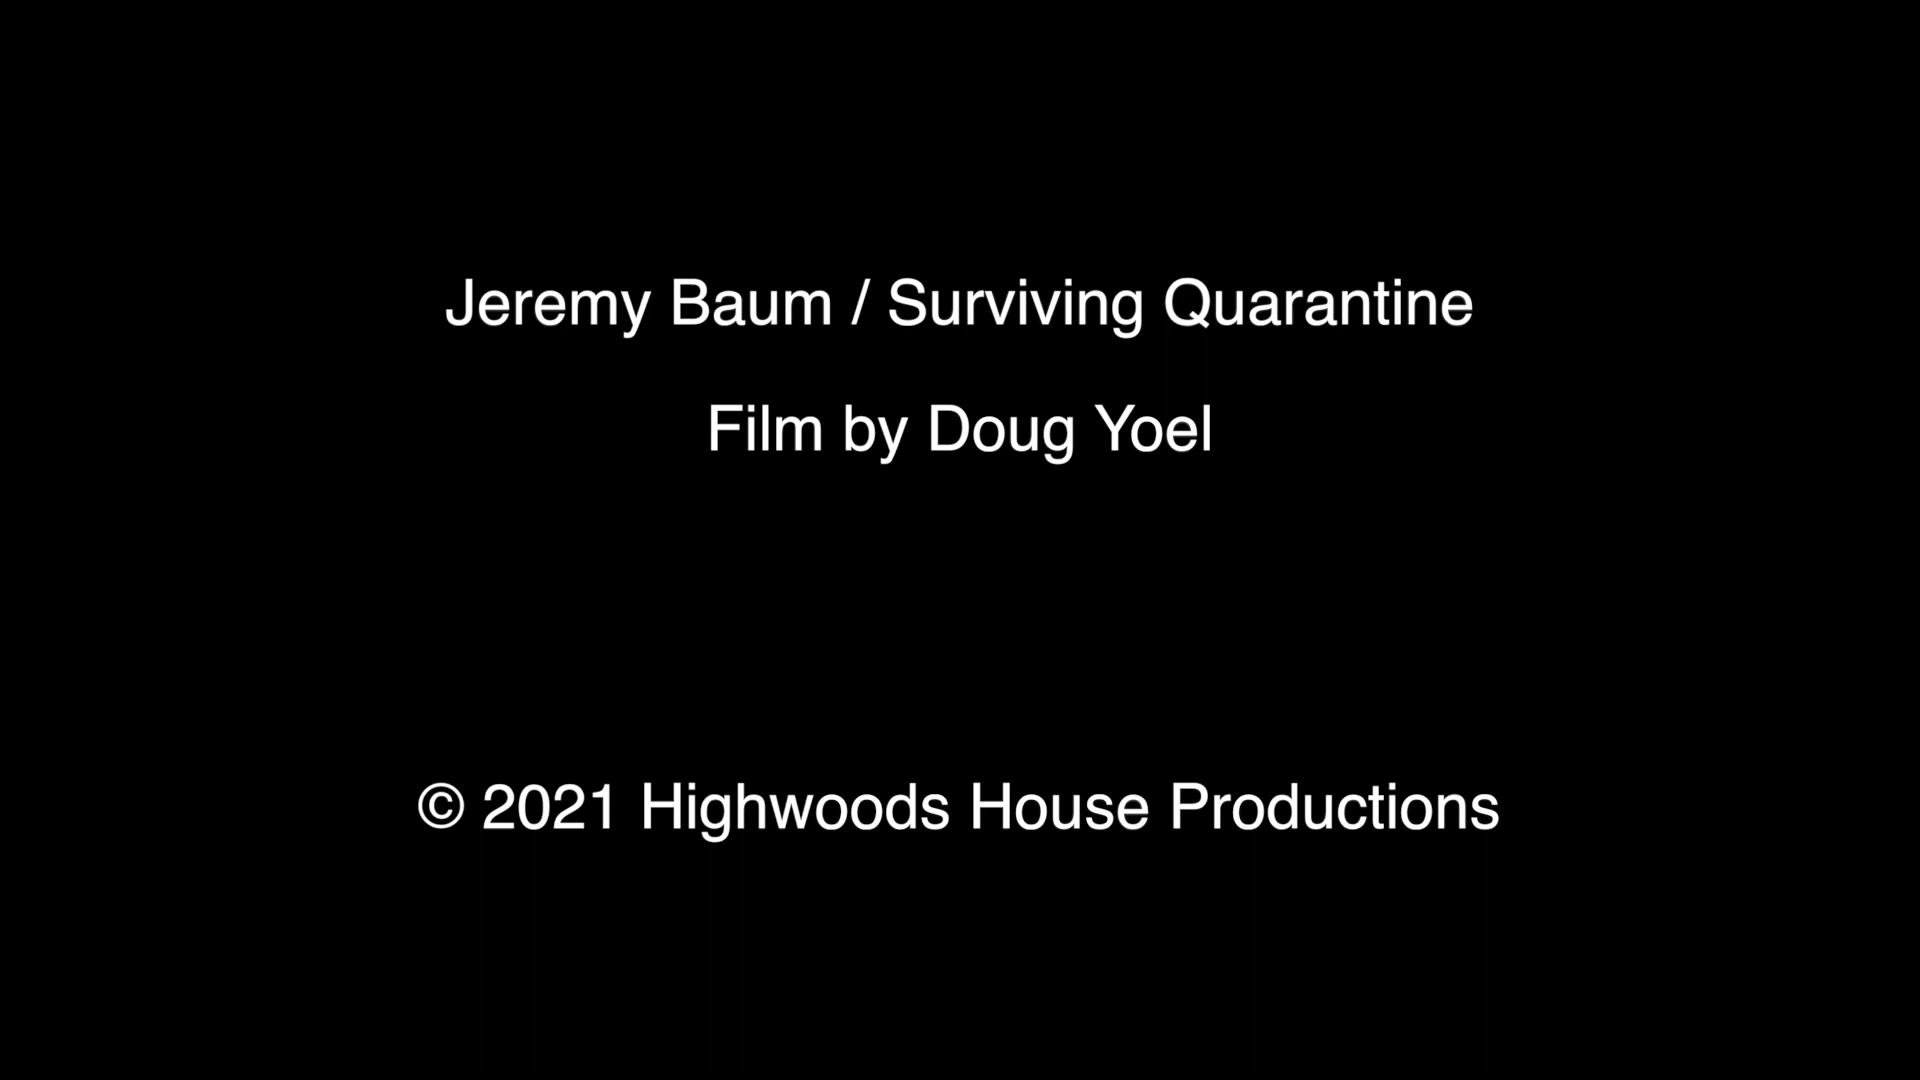 Jeremy Baum / Surviving Quarantine
Film by Doug Yoel
© 2021 Highwoods House Productions